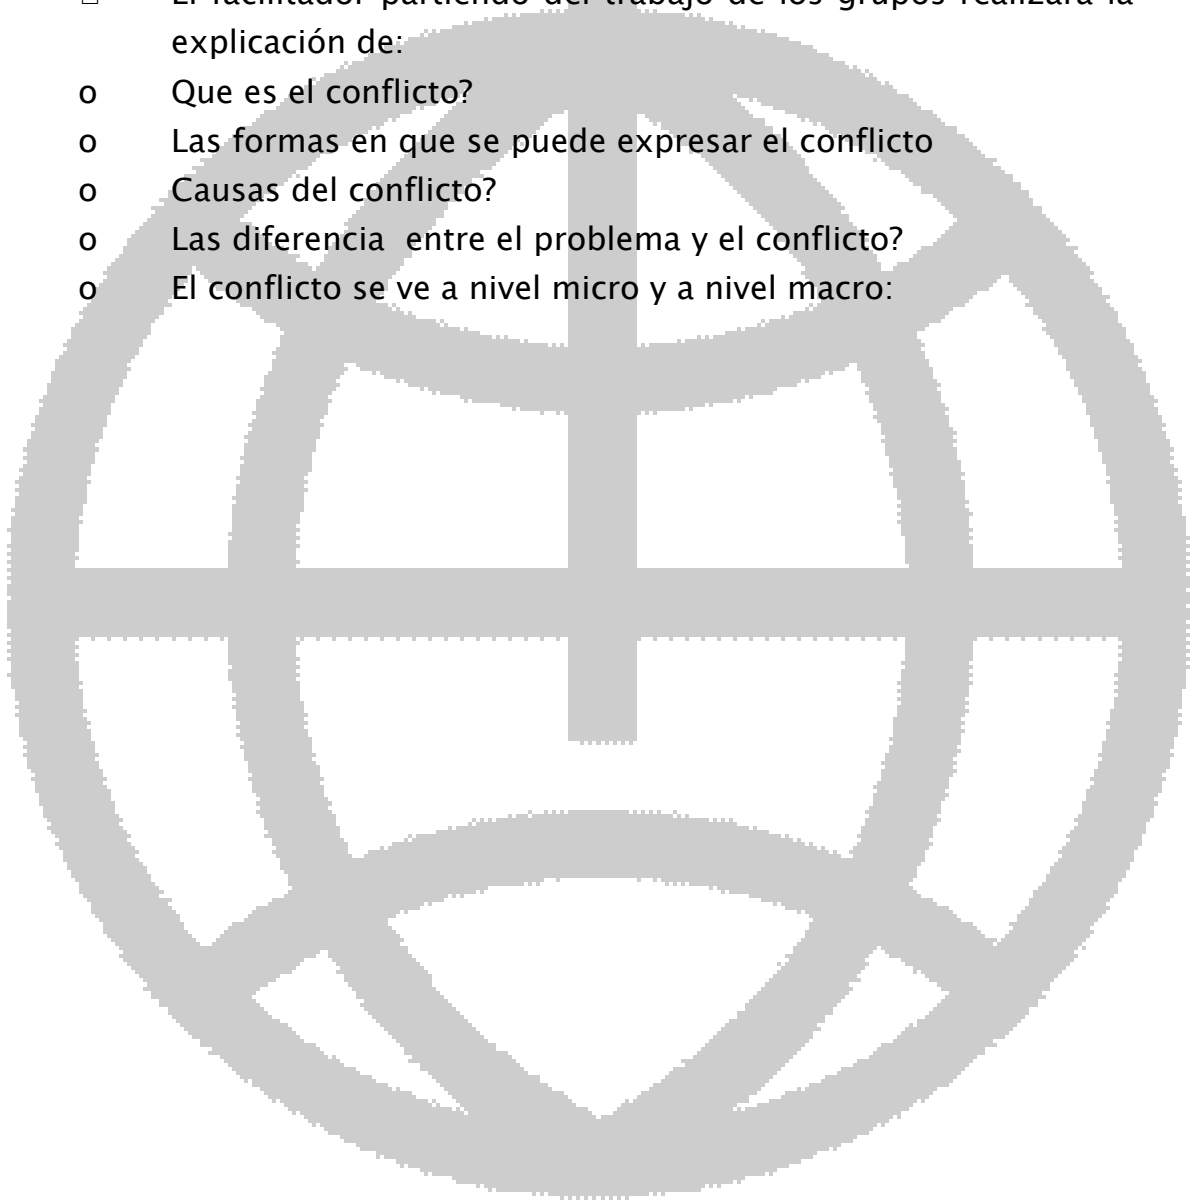 El facilitador partiendo del trabajo de los grupos realizará la
explicación de:
o Que es el conflicto?
o Las formas en que se puede expresar el conflicto
o Causas del conflicto?
o Las diferencia  entre el problema y el conflicto?
o El conflicto se ve a nivel micro y a nivel macro: